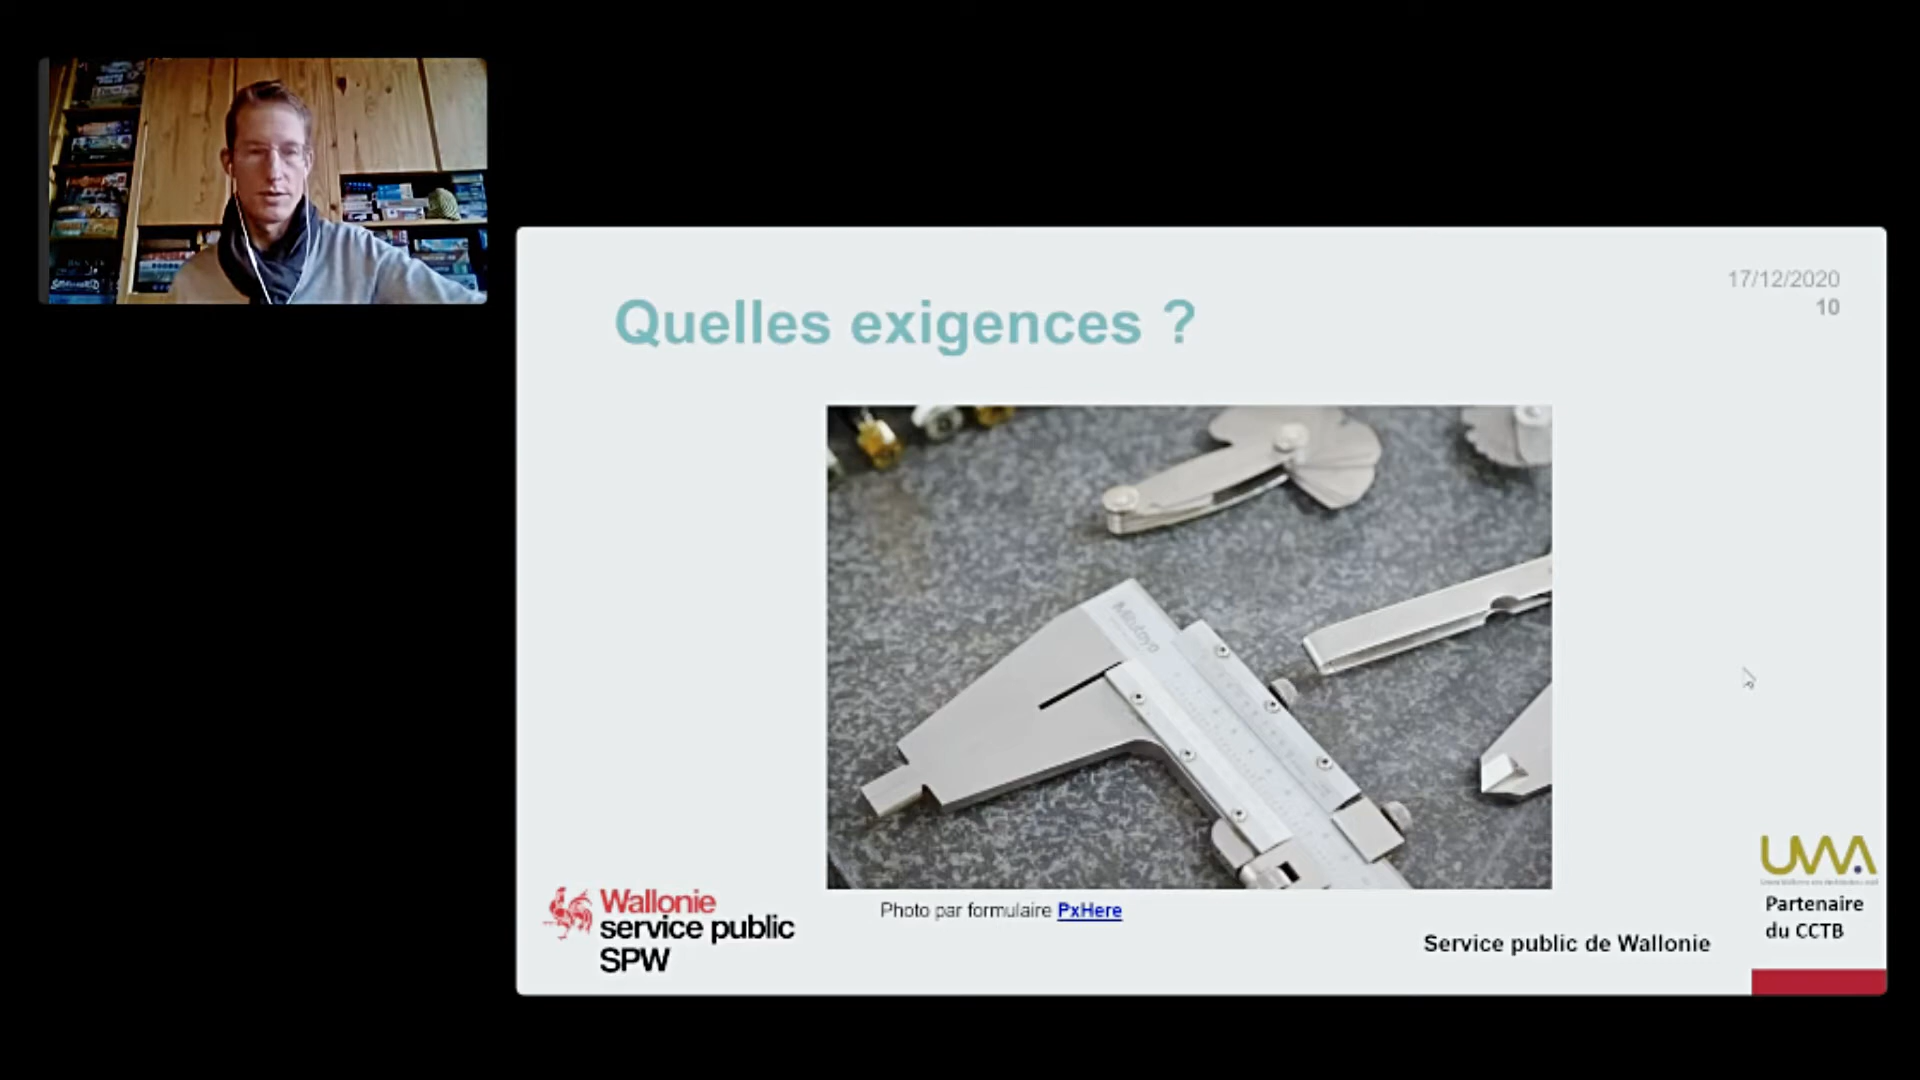 17/12/2020
10
Quelles exigences ?
Mitutoyo
Photo par formulaire PxHere
Wallonie
service public
SPW
Service public de Wallonie
UWA
Partenaire
du CCTB